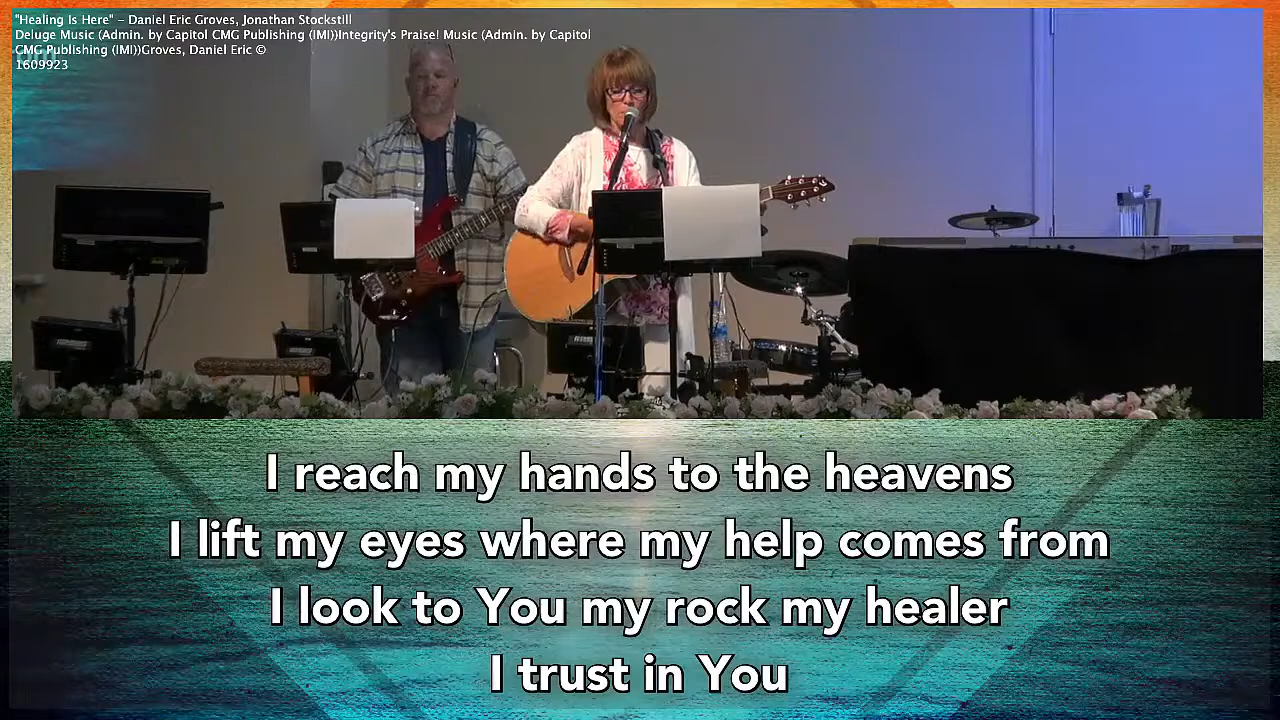 "Healing Is Here" – Daniel Eric Groves, Jonathan Stockstill
Deluge Music (Admin. by Capitol CMG Publishing (IMI))Integrity's Praise! Music (Admin. by Capitol
CMG Publishing (IMI))Groves, Daniel Eric ©
1609923
I reach my hands to the heavens
I lift my eyes where my help comes from
I look to You my rock my healer
I trust in You